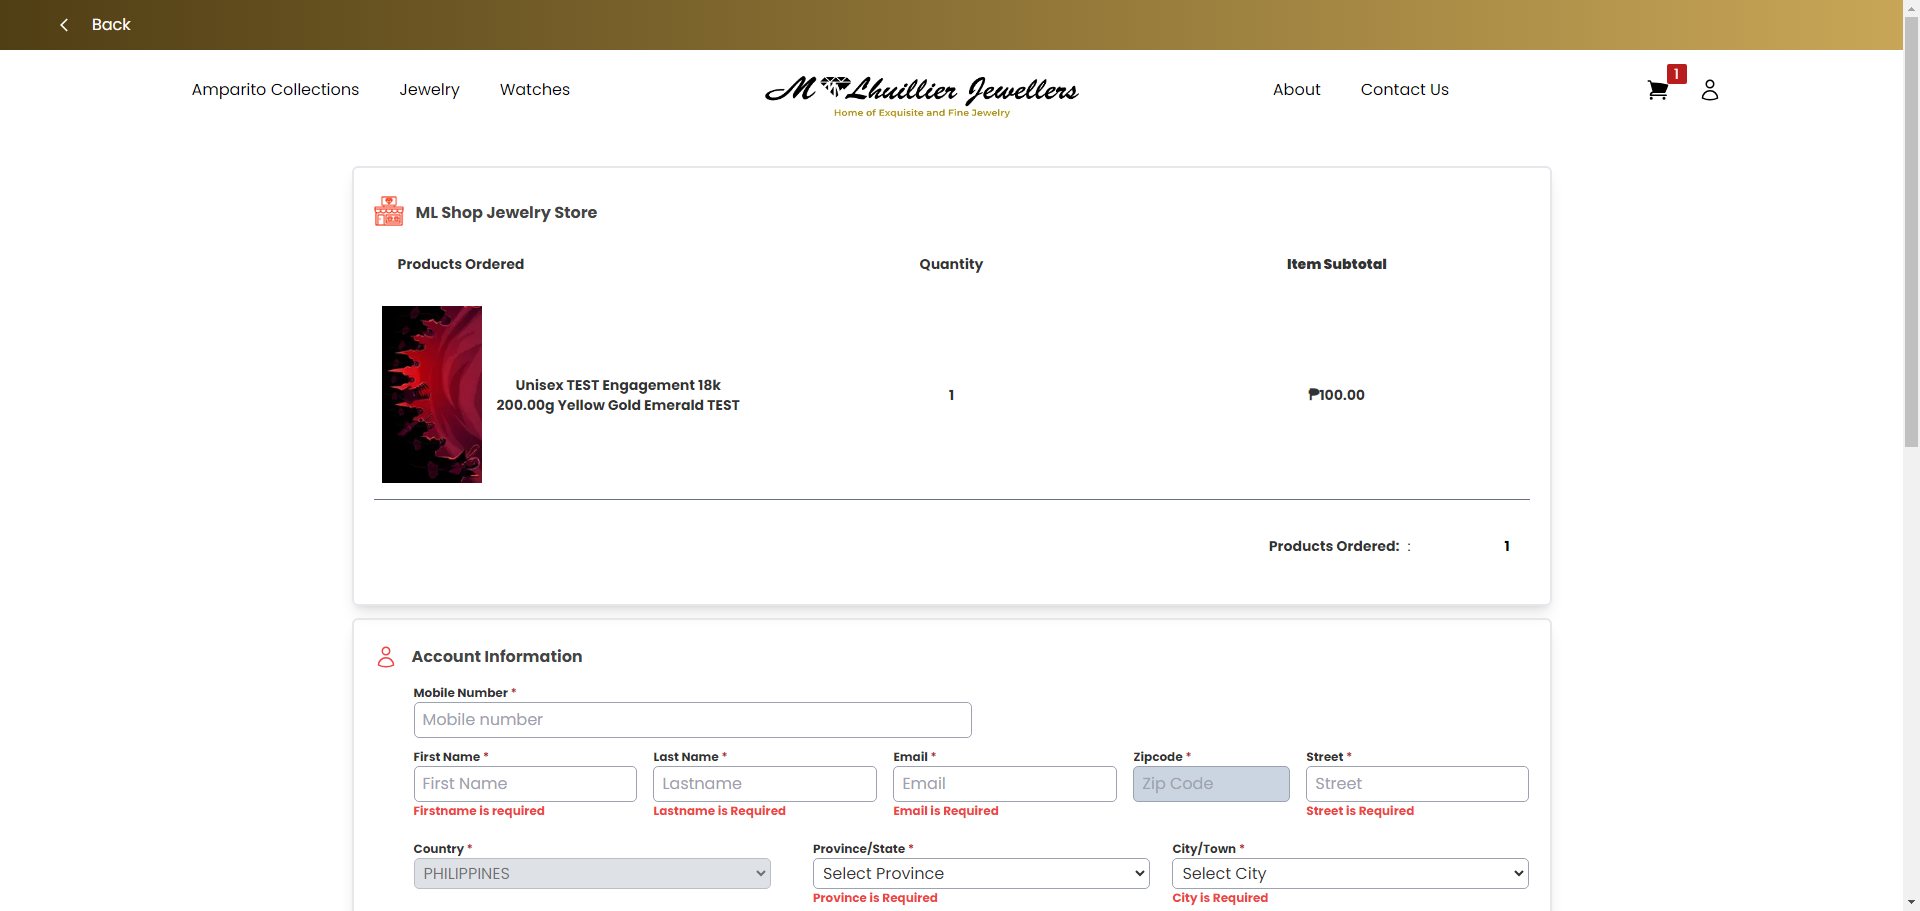 Back
Amparito Collections Jewelry Watches M Lhuillier Jewellers About Contact Us 1
Home of Exquisite and Fine Jewelry
ML Shop Jewelry Store
Products Ordered Quantity Item Subtotal
Unisex TEST Engagement 18k
200.00g Yellow Gold Emerald TEST 1 ₱100.00
Products Ordered: : 1
Account Information
Mobile Number *
Mobile number
First Name * Last Name * Email * Zipcode * Street *
First Name Lastname Email Zip Code Street
Firstname is required Lastname is Required Email is Required Street is Required
Country * Province/State * City/Town *
PHILIPPINES Select Province Select City
Province is Required City is Required